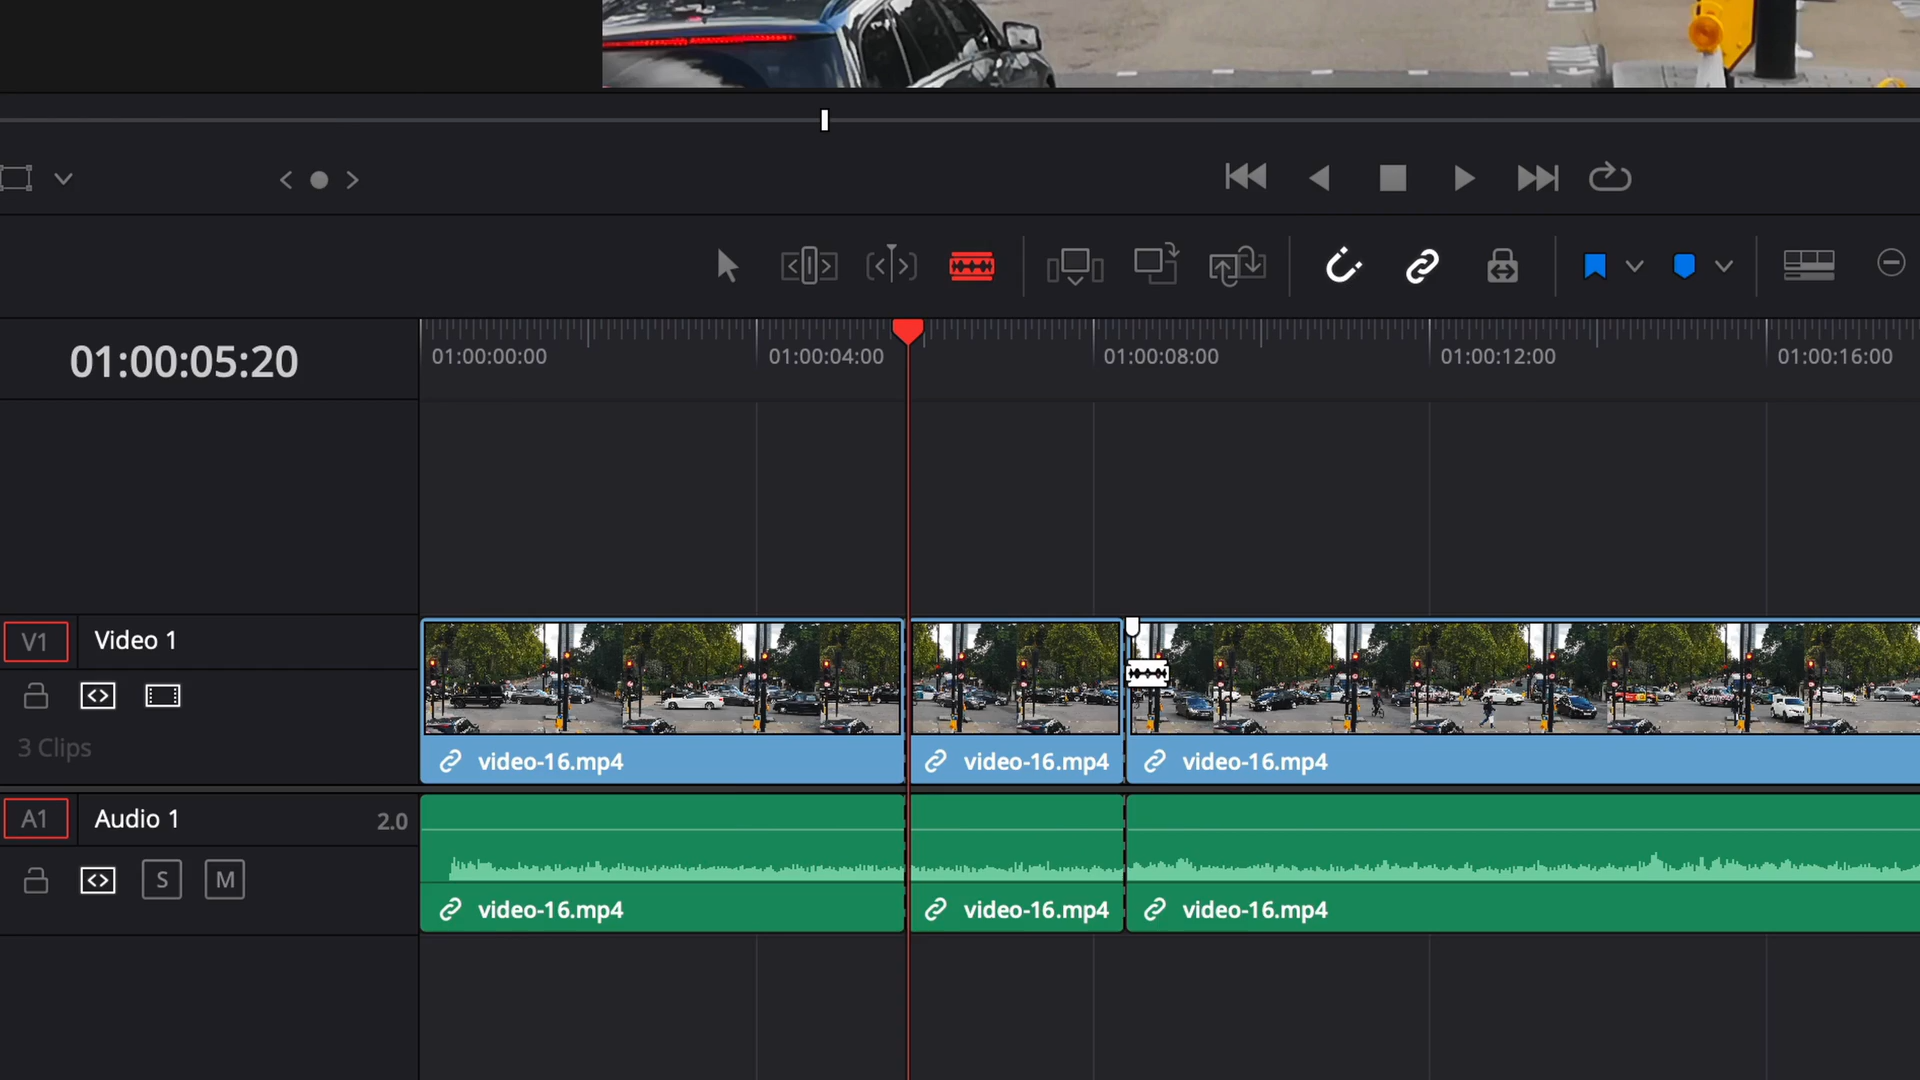 01:00:05:20
01:00:00:00
01:00:04:00
01:00:08:00
01:00:12:00
01:00:16:00
V1
Video 1
3 Clips
video-16.mp4
video-16.mp4
video-16.mp4
A1
Audio 1
2.0
S
M
video-16.mp4
video-16.mp4
video-16.mp4